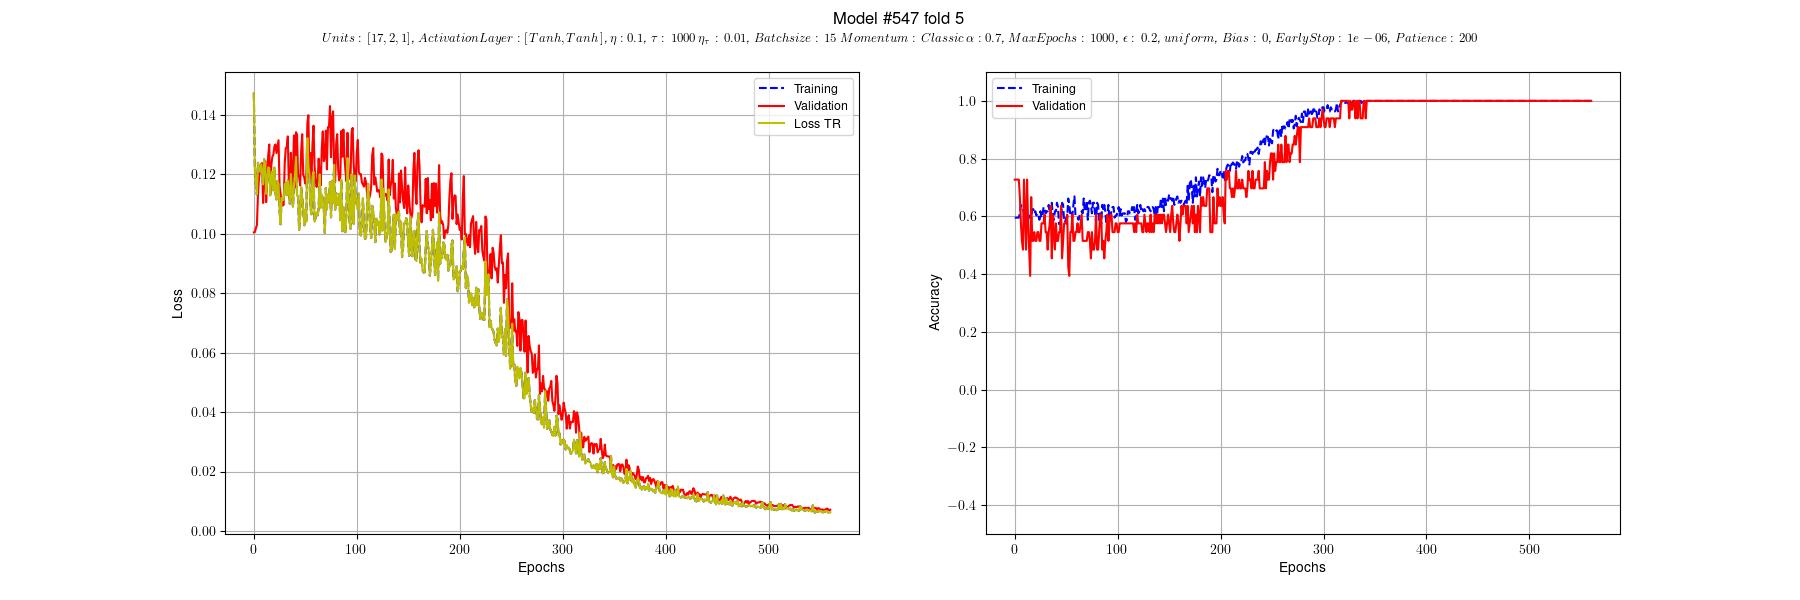 Model #547 fold 5
Units : [17, 2, 1], ActivationLayer : [Tanh, Tanh], η : 0.1, τ : 1000 η_τ : 0.01, Batchsize : 15 Momentum : Classic α : 0.7, MaxEpochs : 1000, ϵ : 0.2, uniform, Bias : 0, EarlyStop : 1e − 06, Patience : 200
Training
Validation
Loss TR
0.14
0.12
0.10
0.08
0.06
0.04
0.02
0.00
Loss
0 100 200 300 400 500
Epochs
Training
Validation
1.0
0.8
0.6
0.4
0.2
0.0
−0.2
−0.4
Accuracy
0 100 200 300 400 500
Epochs